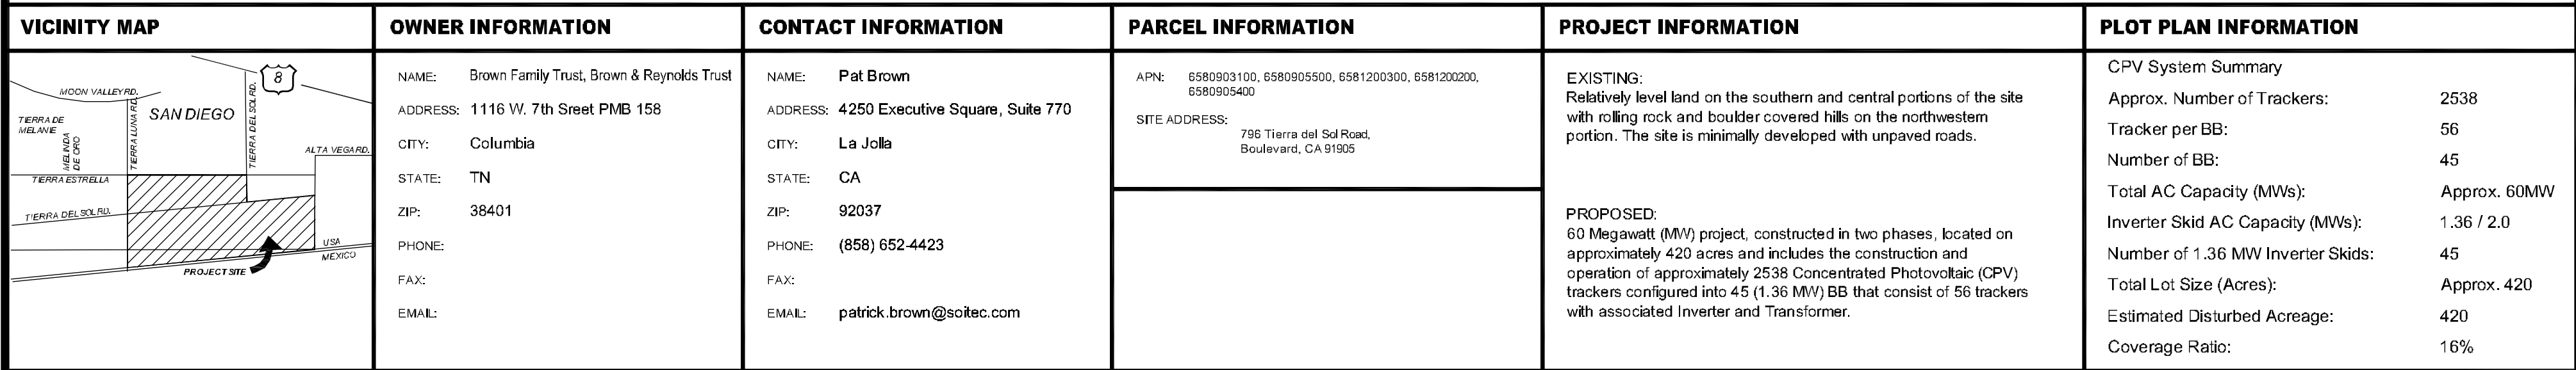 VICINITY MAP
8
MOON VALLEY RD.
SAN DIEGO
TIERRA DE
MELANIE
MELINDA
DE ORO
TIERRA LUNA RD.
TIERRA DEL SOL RD.
ALTA VEGA RD.
TIERRA ESTRELLA
TIERRA DEL SOL RD.
USA
MEXICO
PROJECT SITE
OWNER INFORMATION
NAME: Brown Family Trust, Brown & Reynolds Trust
ADDRESS: 1116 W. 7th Sreet PMB 158
CITY: Columbia
STATE: TN
ZIP: 38401
PHONE:
FAX:
EMAIL:
CONTACT INFORMATION
NAME: Pat Brown
ADDRESS: 4250 Executive Square, Suite 770
CITY: La Jolla
STATE: CA
ZIP: 92037
PHONE: (858) 652-4423
FAX:
EMAIL: patrick.brown@soitec.com
PARCEL INFORMATION
APN: 6580903100, 6580905500, 6581200300, 6581200200,
6580905400
SITE ADDRESS:
796 Tierra del Sol Road,
Boulevard, CA 91905
PROJECT INFORMATION
EXISTING:
Relatively level land on the southern and central portions of the site
with rolling rock and boulder covered hills on the northwestern
portion. The site is minimally developed with unpaved roads.
PROPOSED:
60 Megawatt (MW) project, constructed in two phases, located on
approximately 420 acres and includes the construction and
operation of approximately 2538 Concentrated Photovoltaic (CPV)
trackers configured into 45 (1.36 MW) BB that consist of 56 trackers
with associated Inverter and Transformer.
PLOT PLAN INFORMATION
CPV System Summary
Approx. Number of Trackers: 2538
Tracker per BB: 56
Number of BB: 45
Total AC Capacity (MWs): Approx. 60MW
Inverter Skid AC Capacity (MWs): 1.36 / 2.0
Number of 1.36 MW Inverter Skids: 45
Total Lot Size (Acres): Approx. 420
Estimated Disturbed Acreage: 420
Coverage Ratio: 16%